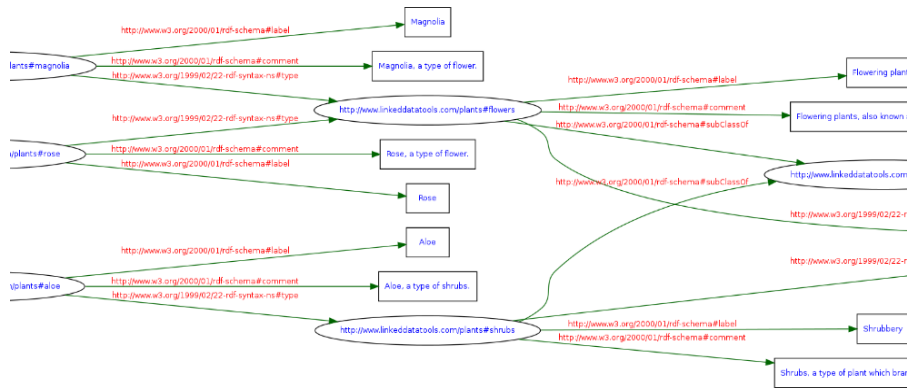 Magnolia
http://www.w3.org/2000/01/rdf-schema#label
http://www.w3.org/2000/01/rdf-schema#comment
Magnolia, a type of flower.
lants#magnolia
http://www.w3.org/1999/02/22-rdf-syntax-ns#type
http://www.w3.org/2000/01/rdf-schema#label
Flowering plant
http://www.linkeddatatools.com/plants#flowers
http://www.w3.org/2000/01/rdf-schema#comment
Flowering plants, also known
http://www.w3.org/1999/02/22-rdf-syntax-ns#type
http://www.w3.org/2000/01/rdf-schema#subClassOf
/plants#rose
http://www.w3.org/2000/01/rdf-schema#comment
Rose, a type of flower.
http://www.w3.org/2000/01/rdf-schema#label
http://www.linkeddatatools.com
http://www.w3.org/2000/01/rdf-schema#subClassOf
Rose
http://www.w3.org/1999/02/22-r
Aloe
http://www.w3.org/2000/01/rdf-schema#label
http://www.w3.org/1999/02/22-r
http://www.w3.org/2000/01/rdf-schema#comment
/plants#aloe
Aloe, a type of shrubs.
http://www.w3.org/1999/02/22-rdf-syntax-ns#type
http://www.linkeddatatools.com/plants#shrubs
http://www.w3.org/2000/01/rdf-schema#label
Shrubbery
http://www.w3.org/2000/01/rdf-schema#comment
Shrubs, a type of plant which bran